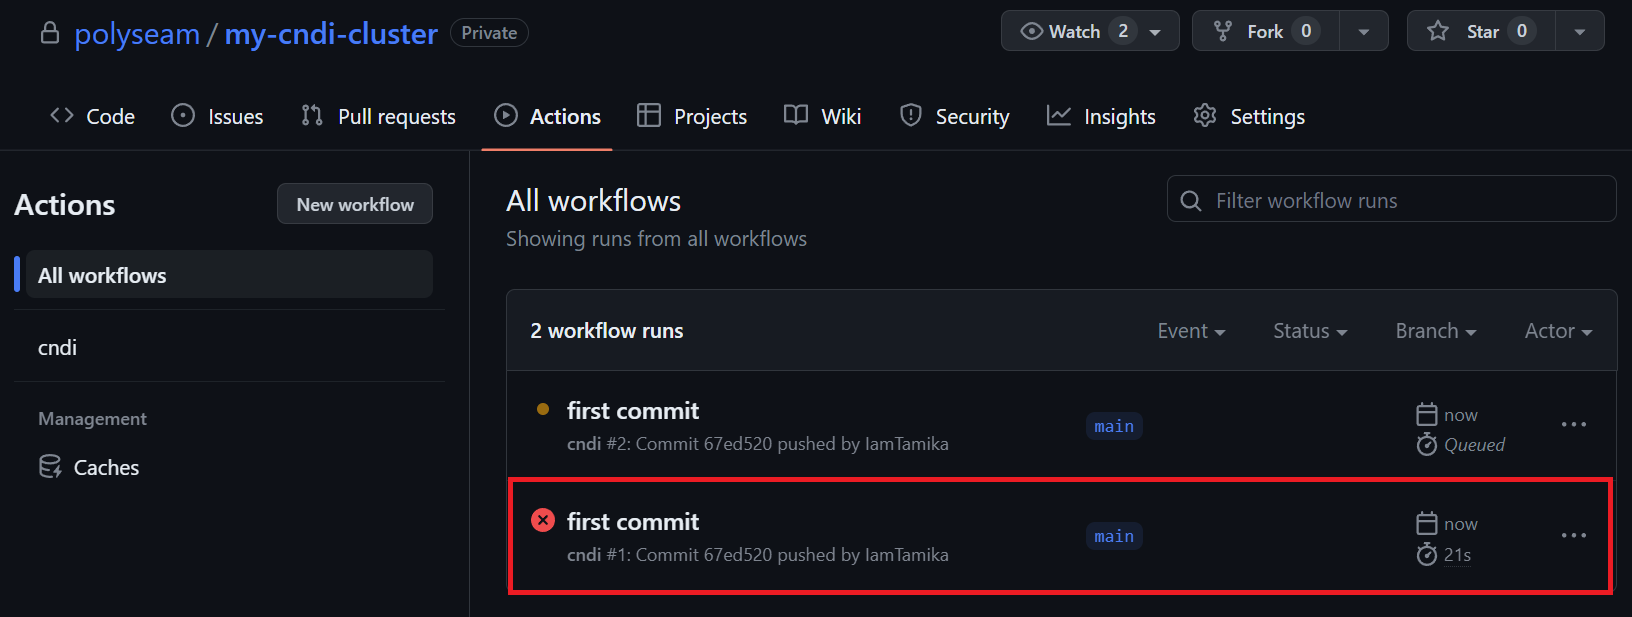 polyseam / my-cndi-cluster Private
Watch 2 Fork 0 Star 0
Code Issues Pull requests Actions Projects Wiki Security Insights Settings
Actions
New workflow
All workflows
cndi
Management
Caches
All workflows
Showing runs from all workflows
Filter workflow runs
2 workflow runs
Event Status Branch Actor
first commit
cndi #2: Commit 67ed520 pushed by IamTamika
main
now
Queued
first commit
cndi #1: Commit 67ed520 pushed by IamTamika
main
now
21s